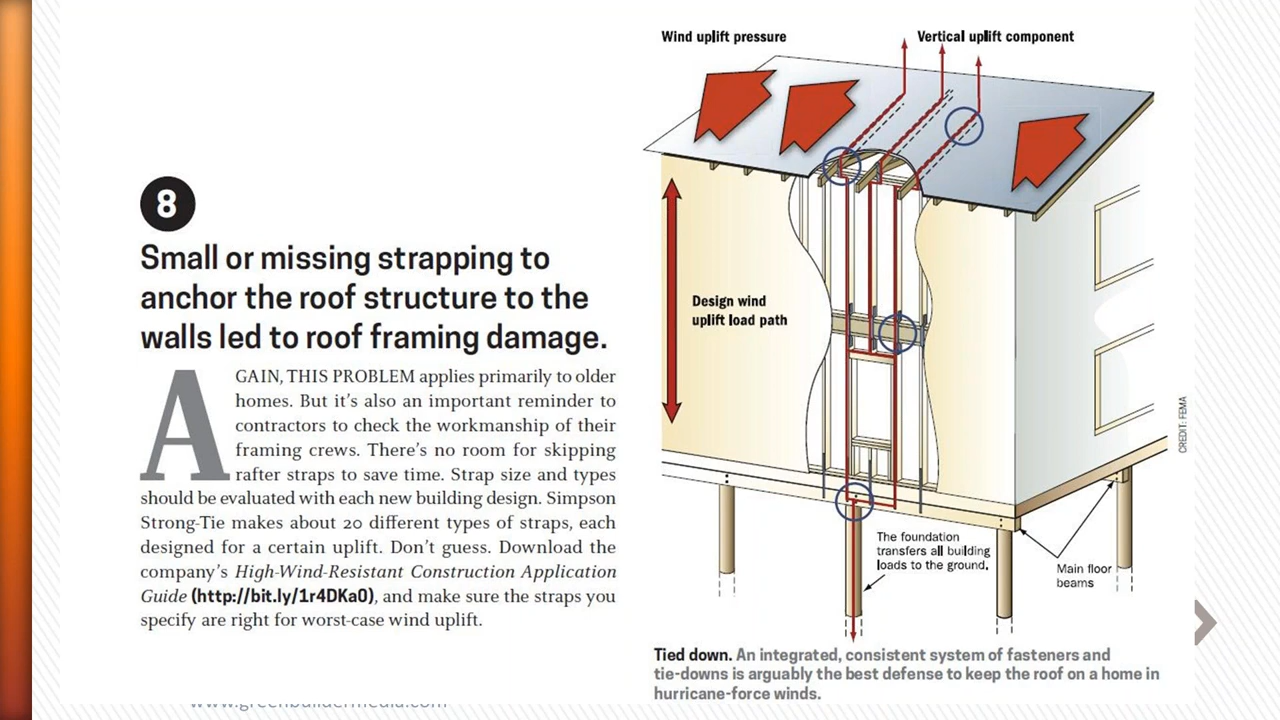 8
Small or missing strapping to
anchor the roof structure to the
walls led to roof framing damage.
AGAIN, THIS PROBLEM applies primarily to older
homes. But it's also an important reminder to
contractors to check the workmanship of their
framing crews. There's no room for skipping
rafter straps to save time. Strap size and types
should be evaluated with each new building design. Simpson
Strong-Tie makes about 20 different types of straps, each
designed for a certain uplift. Don't guess. Download the
company's High-Wind-Resistant Construction Application
Guide (http://bit.ly/1r4DKa0), and make sure the straps you
specify are right for worst-case wind uplift.
Wind uplift pressure
Vertical uplift component
Design wind
uplift load path
The foundation
transfers all building
loads to the ground.
Main floor
beams
CREDIT: FEMA
Tied down. An integrated, consistent system of fasteners and
tie-downs is arguably the best defense to keep the roof on a home in
hurricane-force winds.
www.greenbuildermedia.com